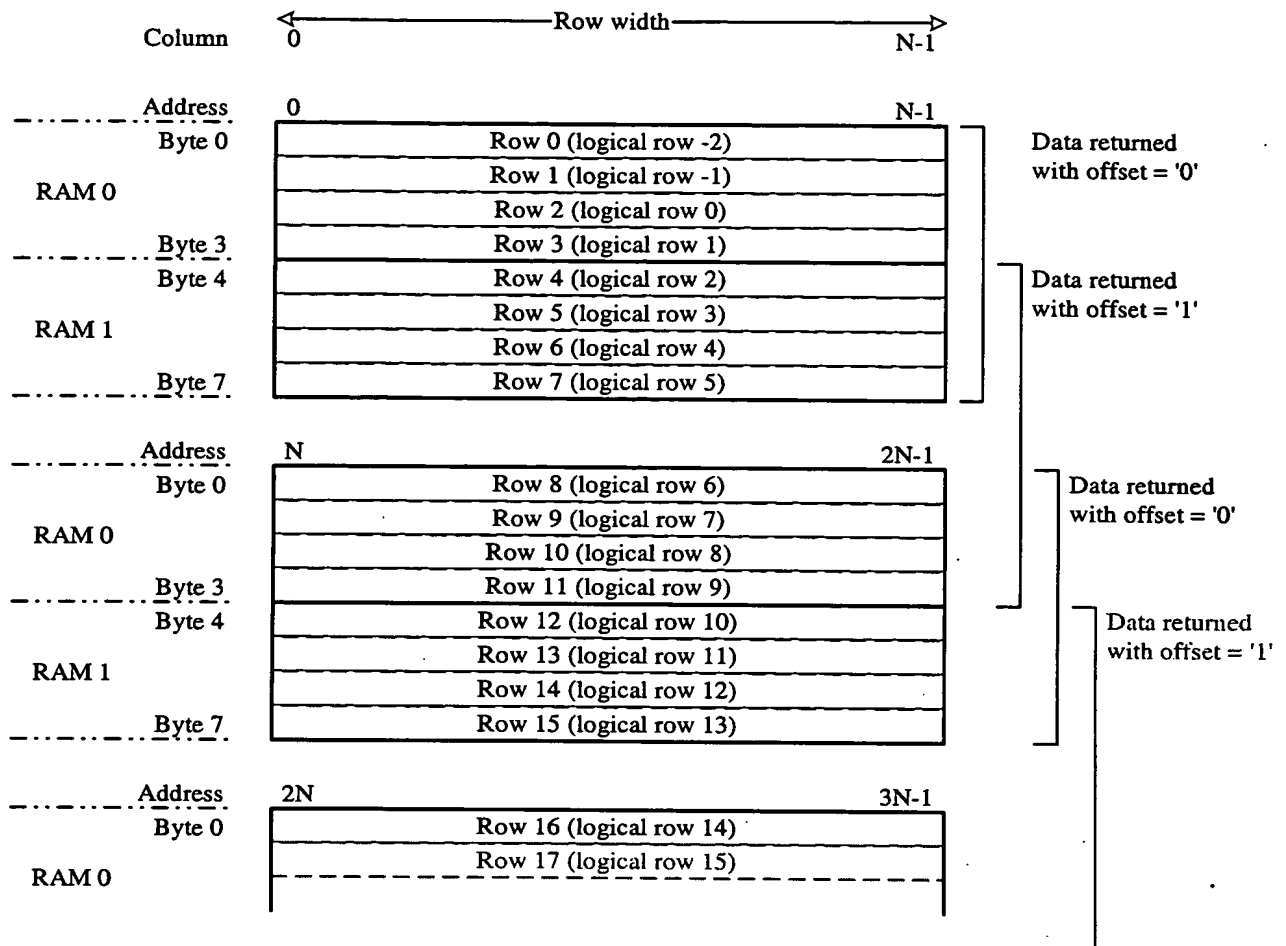 Row width
Column 0 N-1
Address 0 N-1
Byte 0 Row 0 (logical row -2) Data returned
Row 1 (logical row -1) with offset = '0'
RAM 0
Row 2 (logical row 0)
Byte 3 Row 3 (logical row 1)
Byte 4 Row 4 (logical row 2) Data returned
Row 5 (logical row 3) with offset = '1'
RAM 1
Row 6 (logical row 4)
Byte 7 Row 7 (logical row 5)
Address N 2N-1
Byte 0 Row 8 (logical row 6) Data returned
Row 9 (logical row 7) with offset = '0'
RAM 0
Row 10 (logical row 8)
Byte 3 Row 11 (logical row 9)
Byte 4 Row 12 (logical row 10) Data returned
Row 13 (logical row 11) with offset = '1'
RAM 1
Row 14 (logical row 12)
Byte 7 Row 15 (logical row 13)
Address 2N 3N-1
Byte 0 Row 16 (logical row 14)
Row 17 (logical row 15)
RAM 0